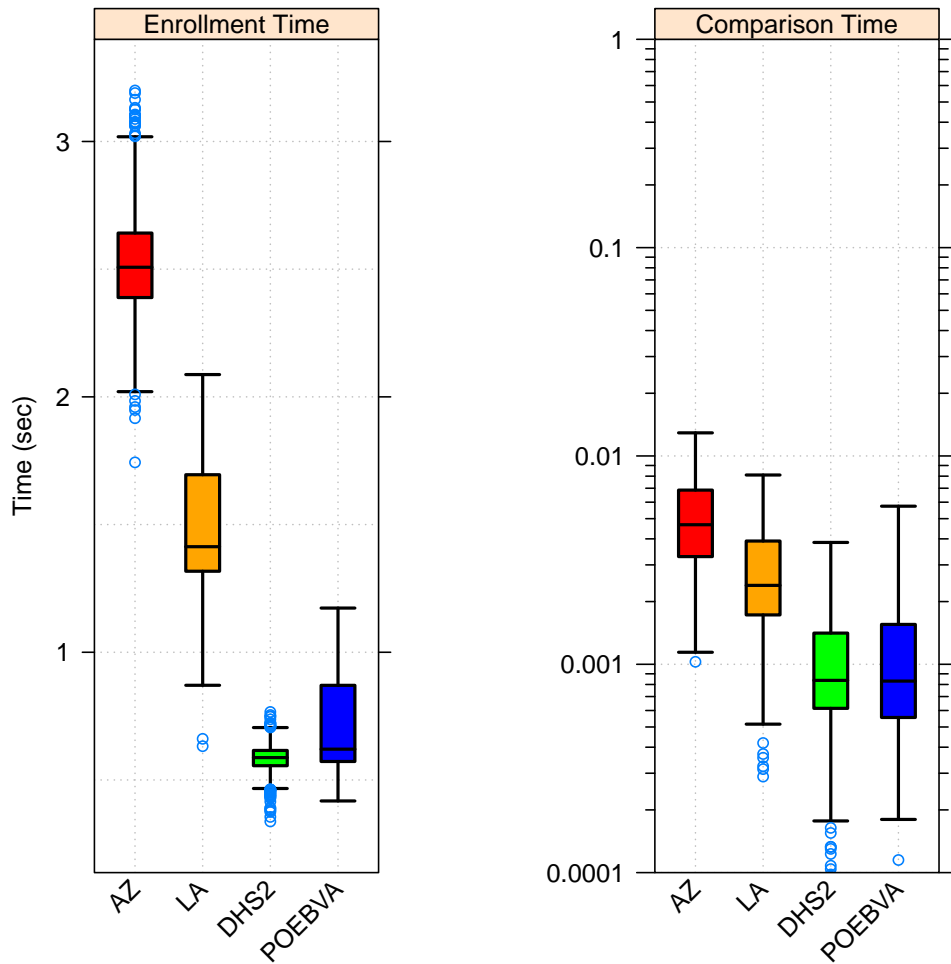 Enrollment Time
Comparison Time
Time (sec)
3
2
1
1
0.1
0.01
0.001
0.0001
AZ
LA
DHS2
POEBVA
AZ
LA
DHS2
POEBVA